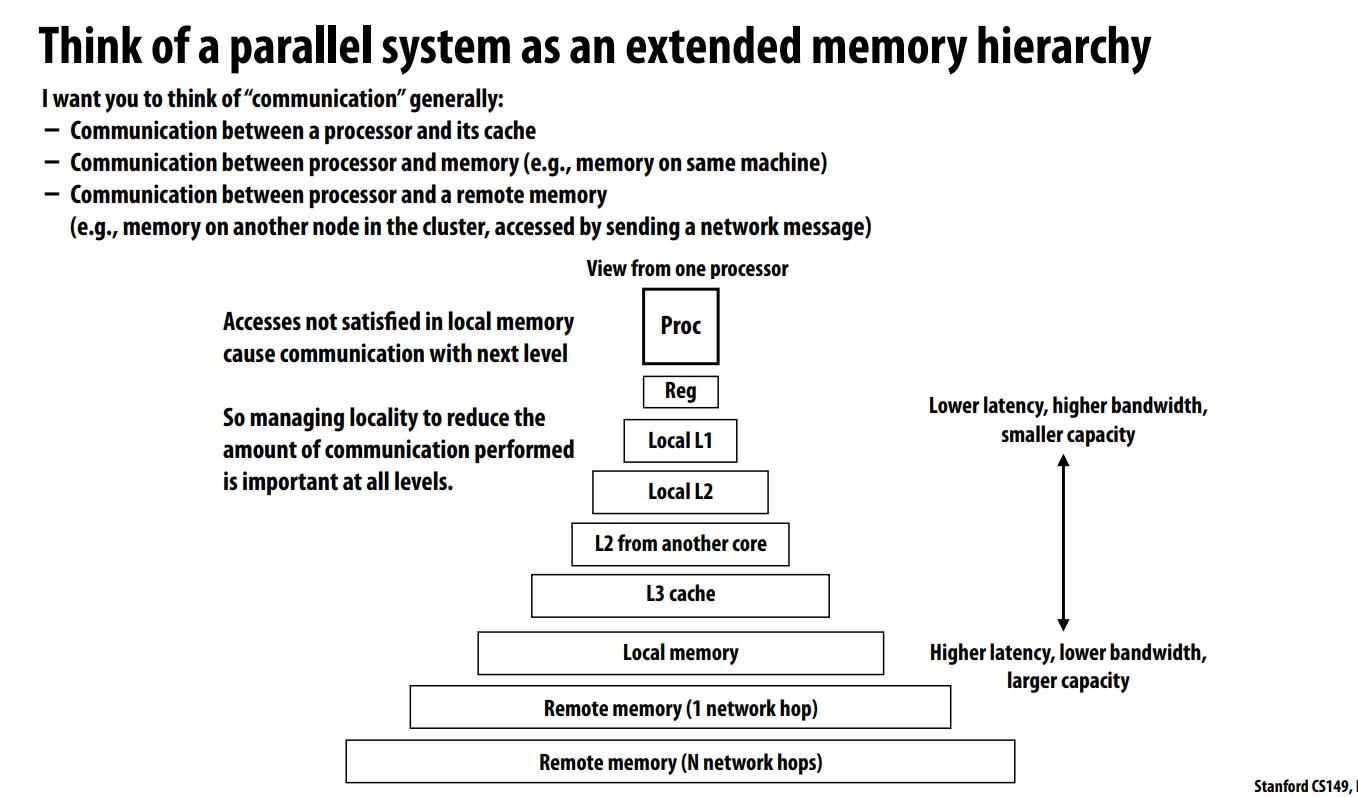 Think of a parallel system as an extended memory hierarchy
I want you to think of “communication” generally:
– Communication between a processor and its cache
– Communication between processor and memory (e.g., memory on same machine)
– Communication between processor and a remote memory
(e.g., memory on another node in the cluster, accessed by sending a network message)
View from one processor
Accesses not satisfied in local memory
cause communication with next level
So managing locality to reduce the
amount of communication performed
is important at all levels.
Proc
Reg
Local L1
Local L2
L2 from another core
L3 cache
Local memory
Remote memory (1 network hop)
Remote memory (N network hops)
Lower latency, higher bandwidth,
smaller capacity
Higher latency, lower bandwidth,
larger capacity
Stanford CS149,